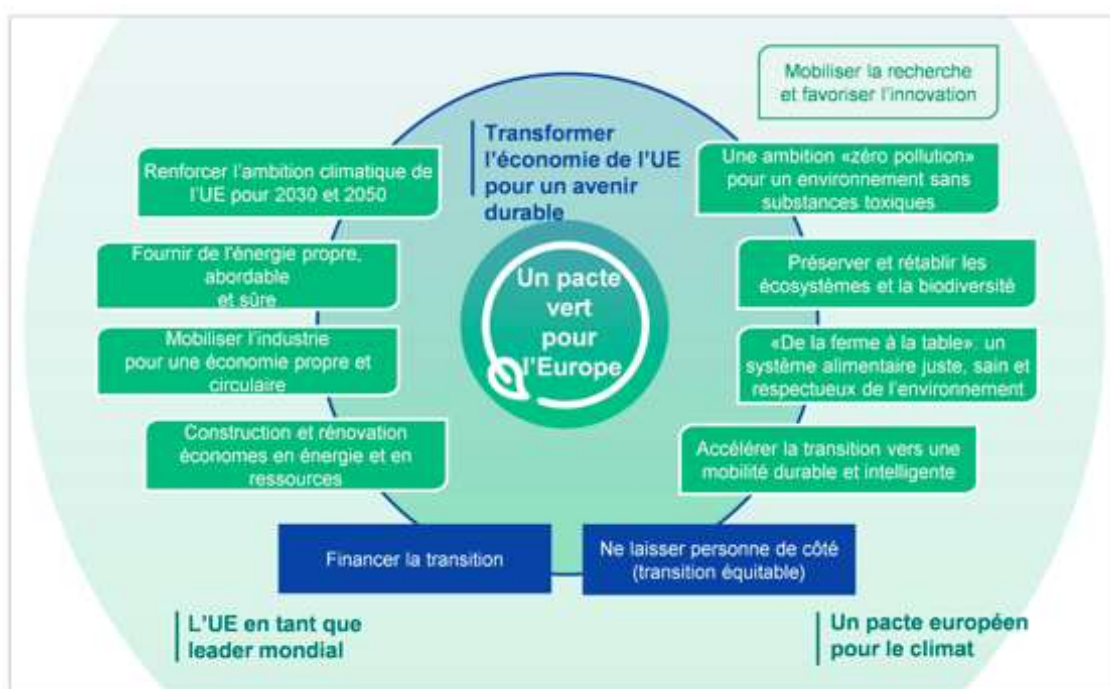 Mobiliser la recherche
et favoriser l'innovation
Transformer
l'économie de l'UE
pour un avenir
durable
Renforcer l'ambition climatique de
l'UE pour 2030 et 2050
Une ambition «zéro pollution»
pour un environnement sans
substances toxiques
Fournir de l'énergie propre,
abordable
et sûre
Préserver et rétablir les
écosystèmes et la biodiversité
Un pacte
vert
pour
l'Europe
Mobiliser l'industrie
pour une économie propre et
circulaire
«De la ferme à la table»: un
système alimentaire juste, sain et
respectueux de l'environnement
Construction et rénovation
économes en énergie et en
ressources
Accélérer la transition vers une
mobilité durable et intelligente
Financer la transition
Ne laisser personne de côté
(transition équitable)
L'UE en tant que
leader mondial
Un pacte européen
pour le climat